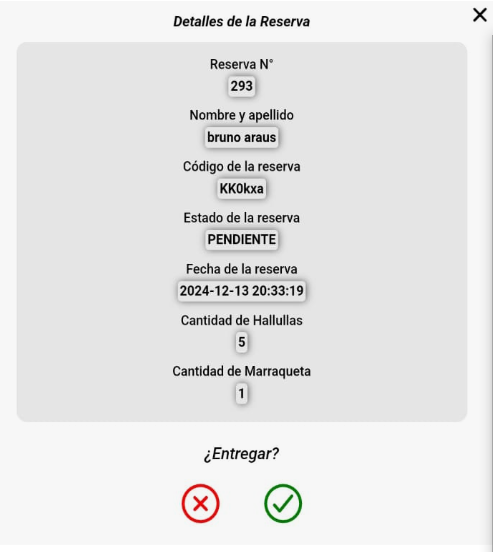 Detalles de la Reserva
Reserva N°
293
Nombre y apellido
bruno araus
Código de la reserva
KK0kxa
Estado de la reserva
PENDIENTE
Fecha de la reserva
2024-12-13 20:33:19
Cantidad de Hallullas
5
Cantidad de Marraqueta
1
¿Entregar?